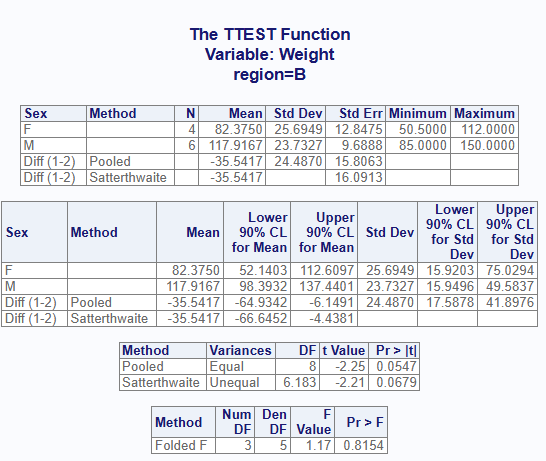 The TTEST Function
Variable: Weight
region=B
Sex Method N Mean Std Dev Std Err Minimum Maximum
F 4 82.3750 25.6949 12.8475 50.5000 112.0000
M 6 117.9167 23.7327 9.6888 85.0000 150.0000
Diff (1-2) Pooled -35.5417 24.4870 15.8063
Diff (1-2) Satterthwaite -35.5417 16.0913
Sex Method Mean Lower 90% CL for Mean Upper 90% CL for Mean Std Dev Lower 90% CL for Std Dev Upper 90% CL for Std Dev
F 82.3750 52.1403 112.6097 25.6949 15.9203 75.0294
M 117.9167 98.3932 137.4401 23.7327 15.9496 49.5837
Diff (1-2) Pooled -35.5417 -64.9342 -6.1491 24.4870 17.5878 41.8976
Diff (1-2) Satterthwaite -35.5417 -66.6452 -4.4381
Method Variances DF t Value Pr > |t|
Pooled Equal 8 -2.25 0.0547
Satterthwaite Unequal 6.183 -2.21 0.0679
Method Num DF Den DF F Value Pr > F
Folded F 3 5 1.17 0.8154